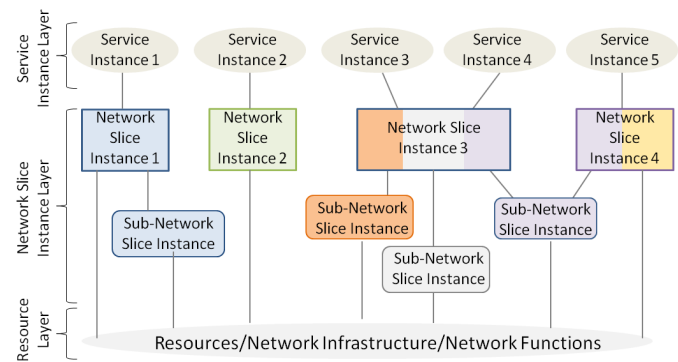 Service
Instance Layer
Service
Instance 1
Service
Instance 2
Service
Instance 3
Service
Instance 4
Service
Instance 5
Network Slice
Instance Layer
Network
Slice
Instance 1
Network
Slice
Instance 2
Network Slice
Instance 3
Network
Slice
Instance 4
Sub-Network
Slice Instance
Sub-Network
Slice Instance
Sub-Network
Slice Instance
Sub-Network
Slice Instance
Resource
Layer
Resources/Network Infrastructure/Network Functions